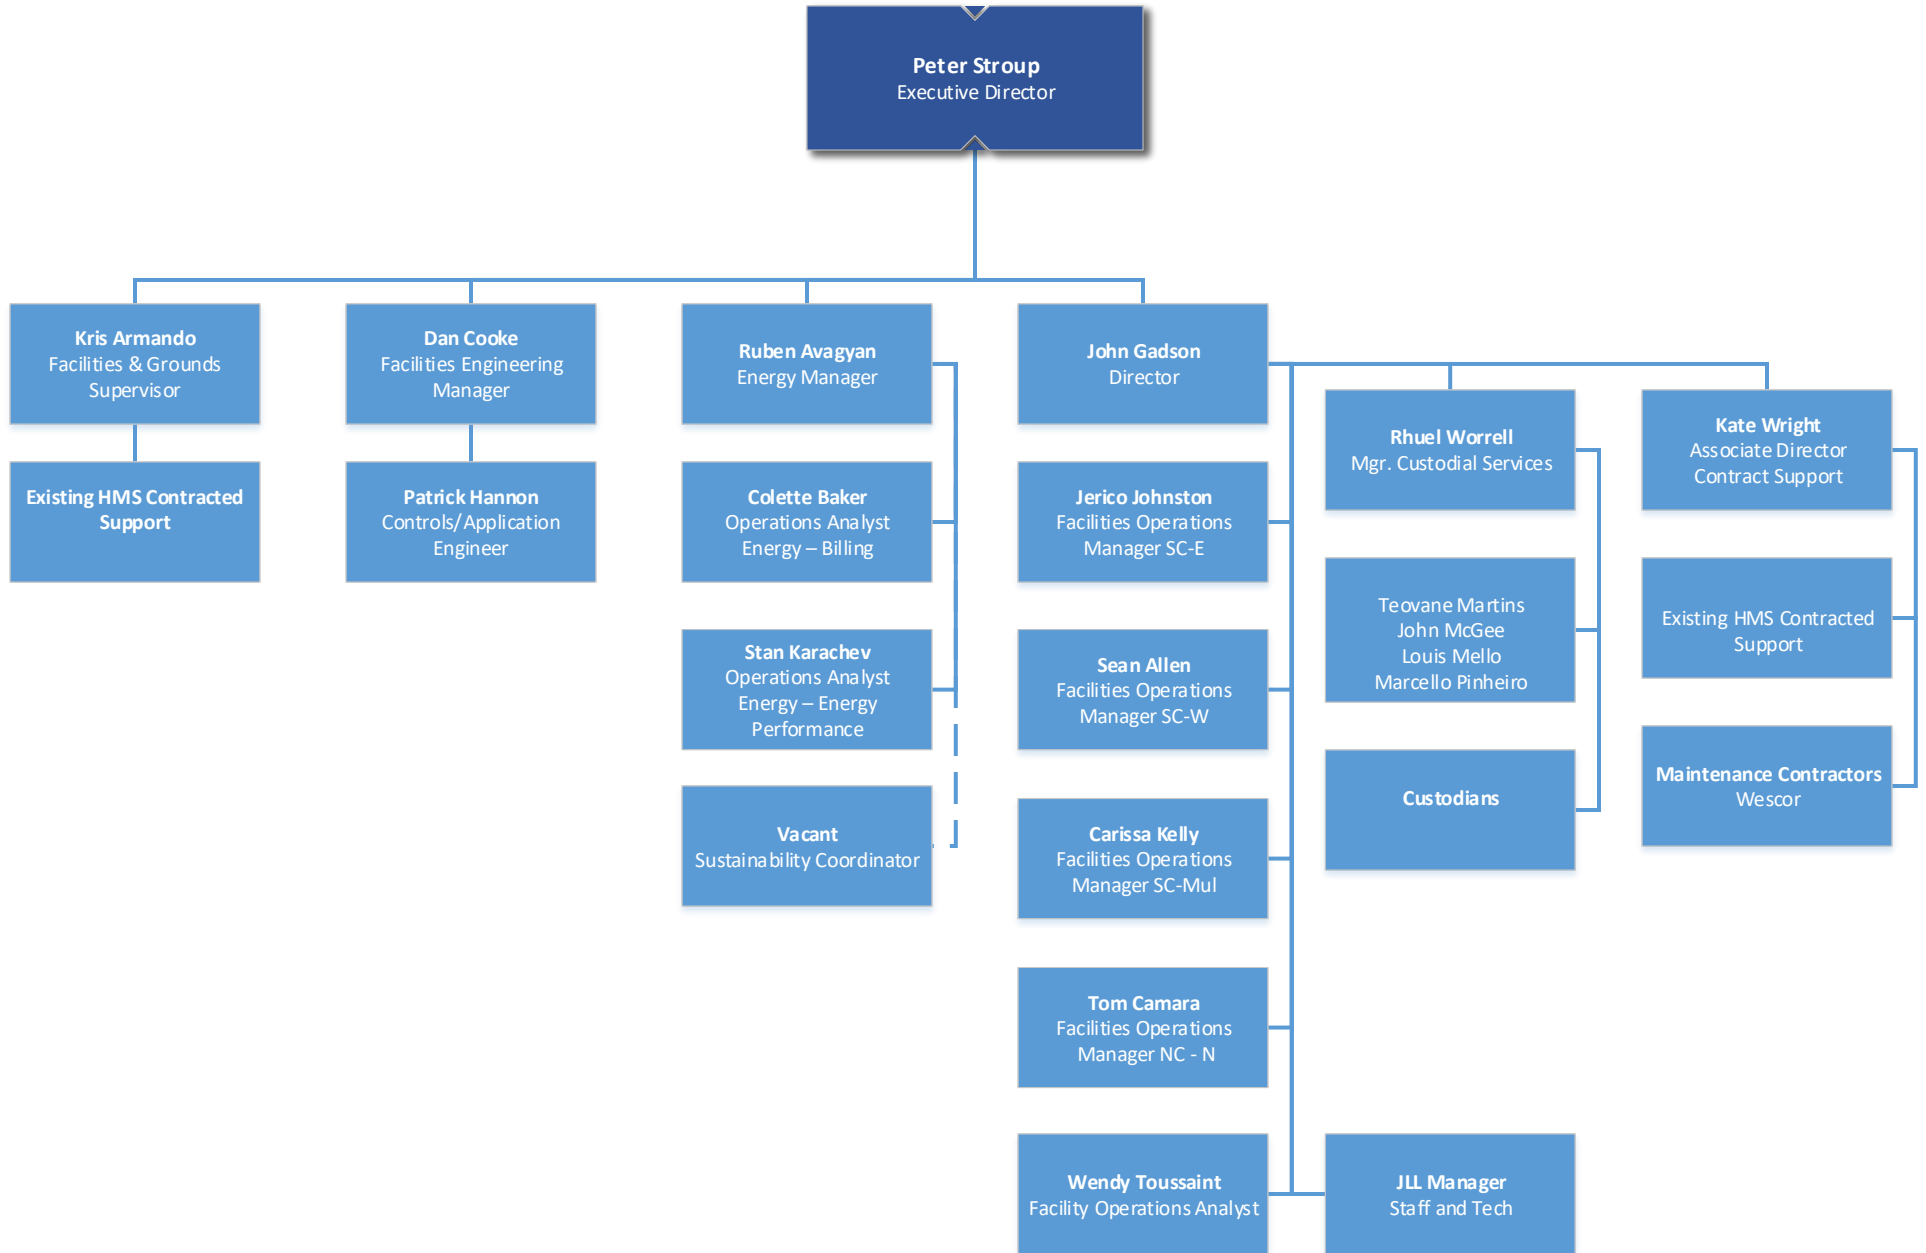 Peter Stroup
Executive Director
Kris Armando
Facilities & Grounds
Supervisor
Dan Cooke
Facilities Engineering
Manager
Ruben Avagyan
Energy Manager
John Gadson
Director
Rhuel Worrell
Mgr. Custodial Services
Kate Wright
Associate Director
Contract Support
Existing HMS Contracted
Support
Patrick Hannon
Controls/Application
Engineer
Colette Baker
Operations Analyst
Energy – Billing
Jerico Johnston
Facilities Operations
Manager SC-E
Teovane Martins
John McGee
Louis Mello
Marcello Pinheiro
Existing HMS Contracted
Support
Stan Karachev
Operations Analyst
Energy – Energy
Performance
Sean Allen
Facilities Operations
Manager SC-W
Custodians
Maintenance Contractors
Wescor
Vacant
Sustainability Coordinator
Carissa Kelly
Facilities Operations
Manager SC-Mul
Tom Camara
Facilities Operations
Manager NC - N
Wendy Toussaint
Facility Operations Analyst
JLL Manager
Staff and Tech